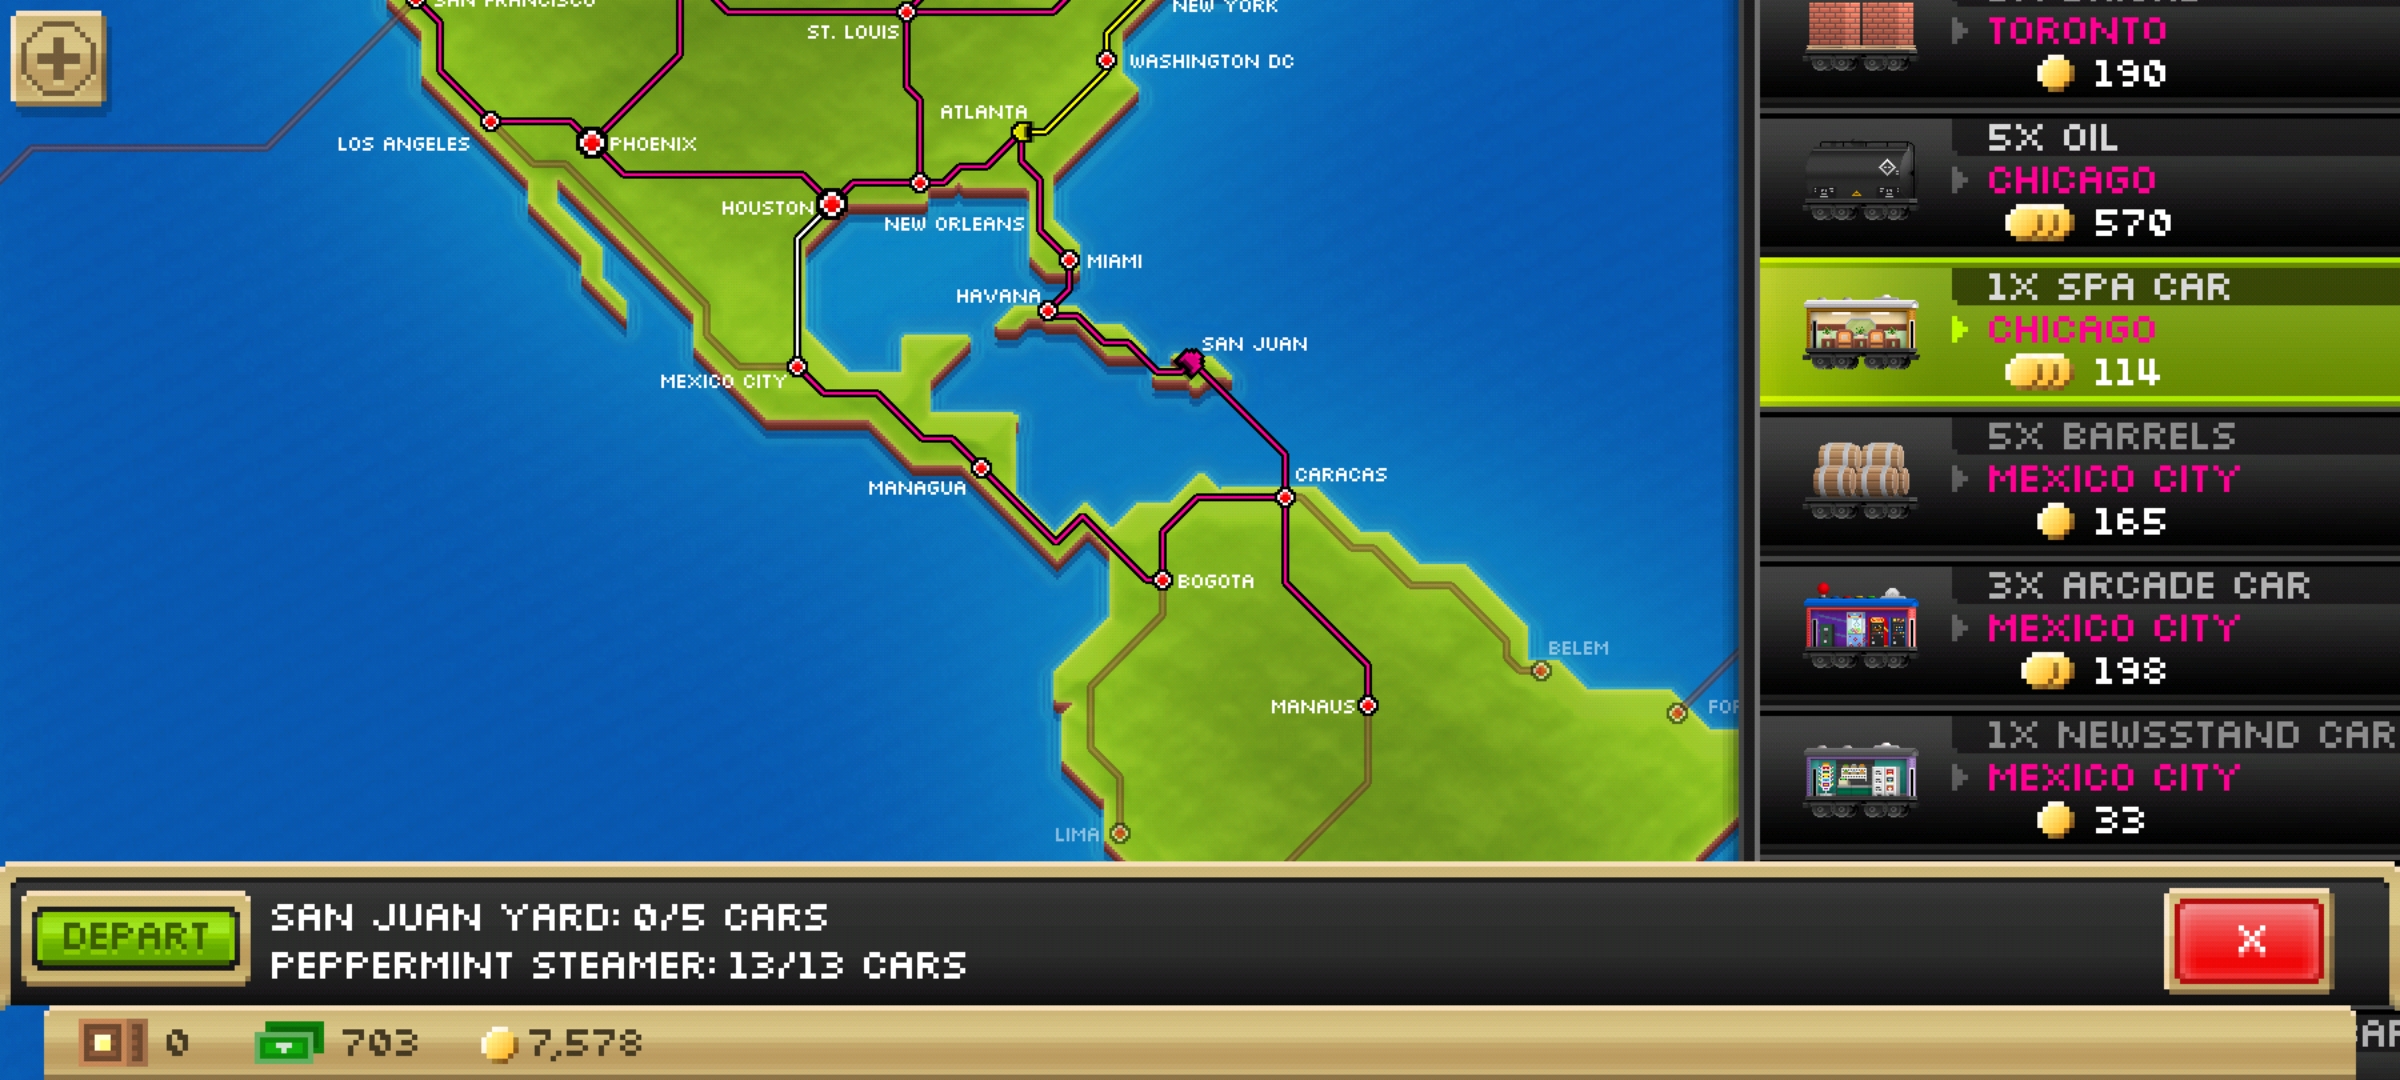 SAN FRANCISCO
NEW YORK
ST. LOUIS
WASHINGTON DC
ATLANTA
LOS ANGELES
PHOENIX
HOUSTON
NEW ORLEANS
MIAMI
HAVANA
SAN JUAN
MEXICO CITY
MANAGUA
CARACAS
BOGOTA
BELEM
MANAUS
LIMA
TORONTO
190
5X OIL
CHICAGO
570
1X SPA CAR
CHICAGO
114
5X BARRELS
MEXICO CITY
165
3X ARCADE CAR
MEXICO CITY
198
1X NEWSSTAND CAR
MEXICO CITY
33
DEPART
SAN JUAN YARD: 0/5 CARS
PEPPERMINT STEAMER: 13/13 CARS
X
0
703
7,578